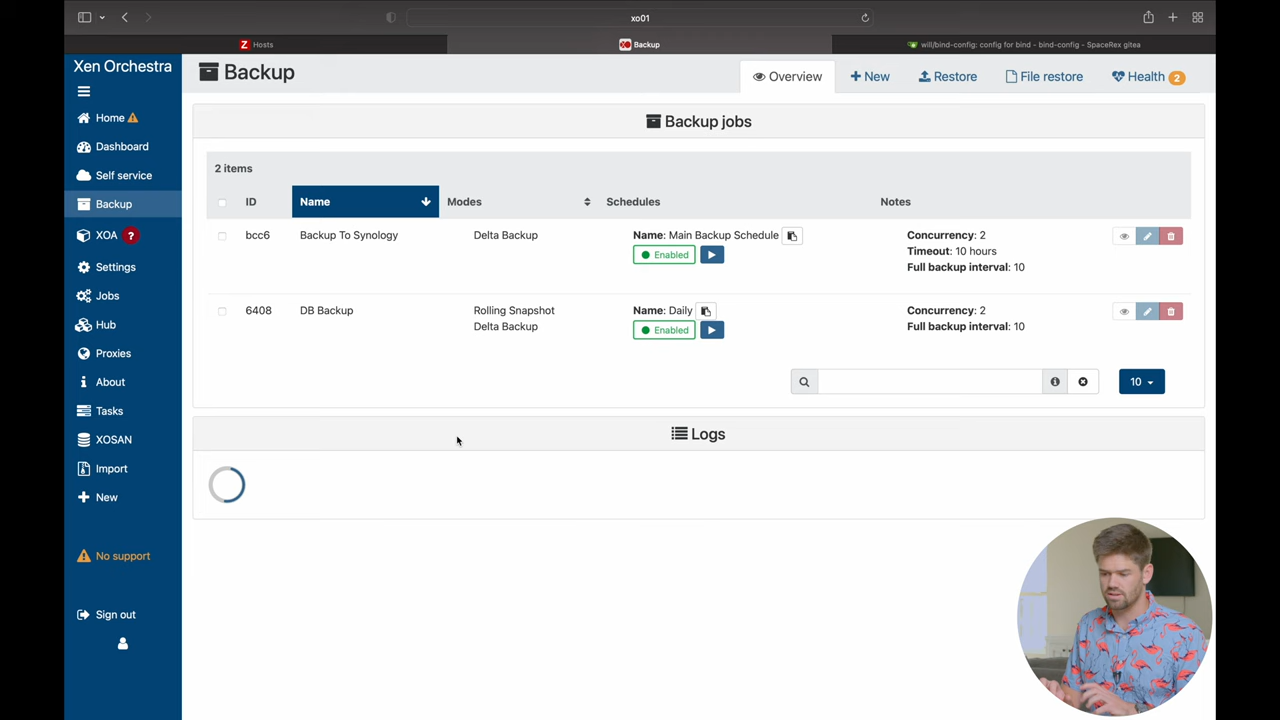 xo01
Z Hosts
Backup
will/bind-config: config for bind - bind-config - SpaceRex gitea
Xen Orchestra
Home
Dashboard
Self service
Backup
XOA ?
Settings
Jobs
Hub
Proxies
About
Tasks
XOSAN
Import
New
No support
Sign out
Backup
Overview
New
Restore
File restore
Health 2
Backup jobs
2 items
ID Name Modes Schedules Notes
bcc6 Backup To Synology Delta Backup Name: Main Backup Schedule Concurrency: 2
Enabled Timeout: 10 hours
Full backup interval: 10
6408 DB Backup Rolling Snapshot Name: Daily Concurrency: 2
Delta Backup Enabled Full backup interval: 10
10
Logs